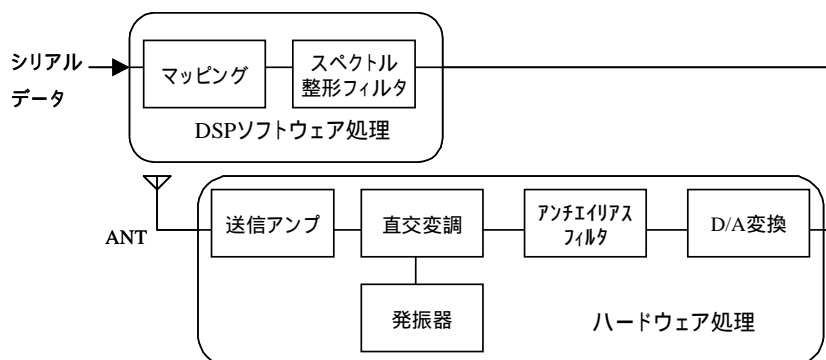 シリアル
データ
マッピング
スペクトル
整形フィルタ
DSPソフトウェア処理
ANT
送信アンプ
直交変調
アンチエイリアス
フィルタ
D/A変換
発振器
ハードウェア処理